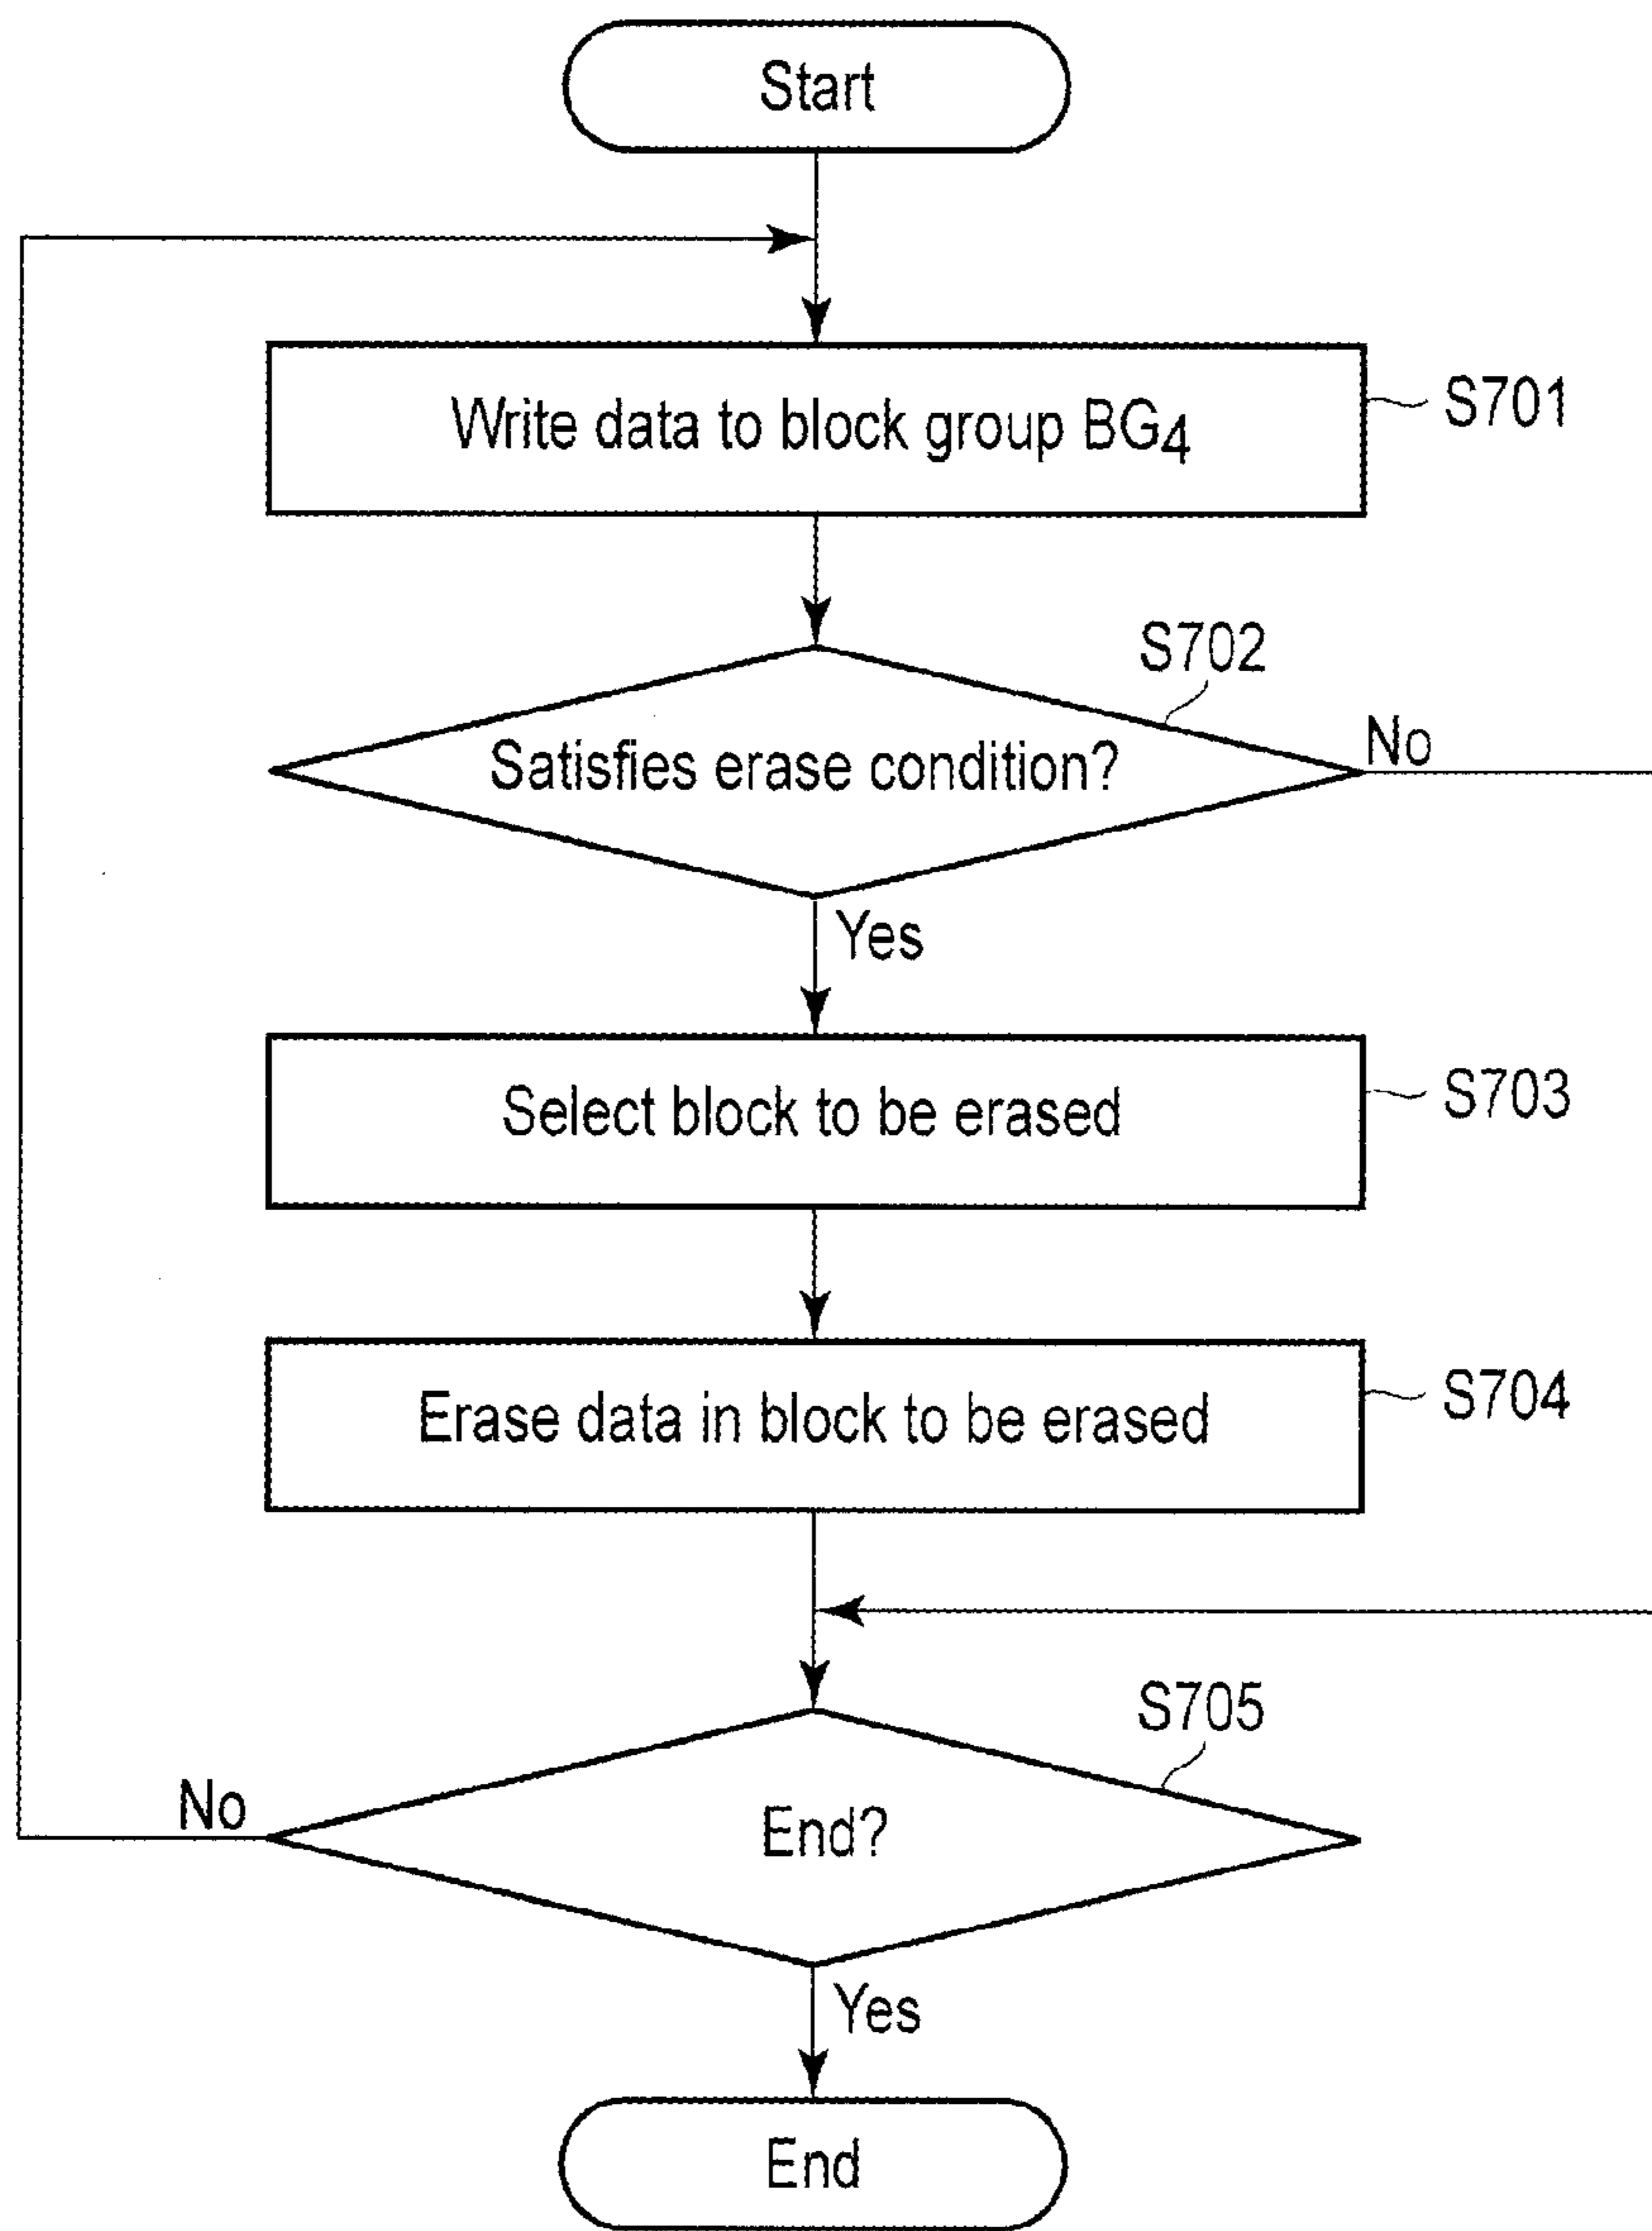 Start
Write data to block group BG4
S701
S702
Satisfies erase condition?
No
Yes
Select block to be erased
S703
Erase data in block to be erased
S704
S705
End?
No
Yes
End